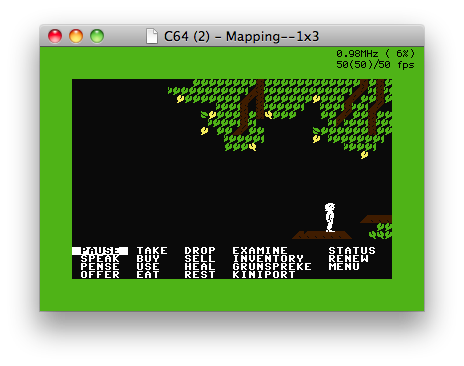 C64 (2) - Mapping--1x3
0.98MHz ( 6%)
50(50)/50 fps
PAUSE TAKE DROP EXAMINE STATUS
SPEAK BUY SELL INVENTORY RENEW
PENSE USE HEAL GRUNSPREKE MENU
OFFER EAT REST KINIPORT